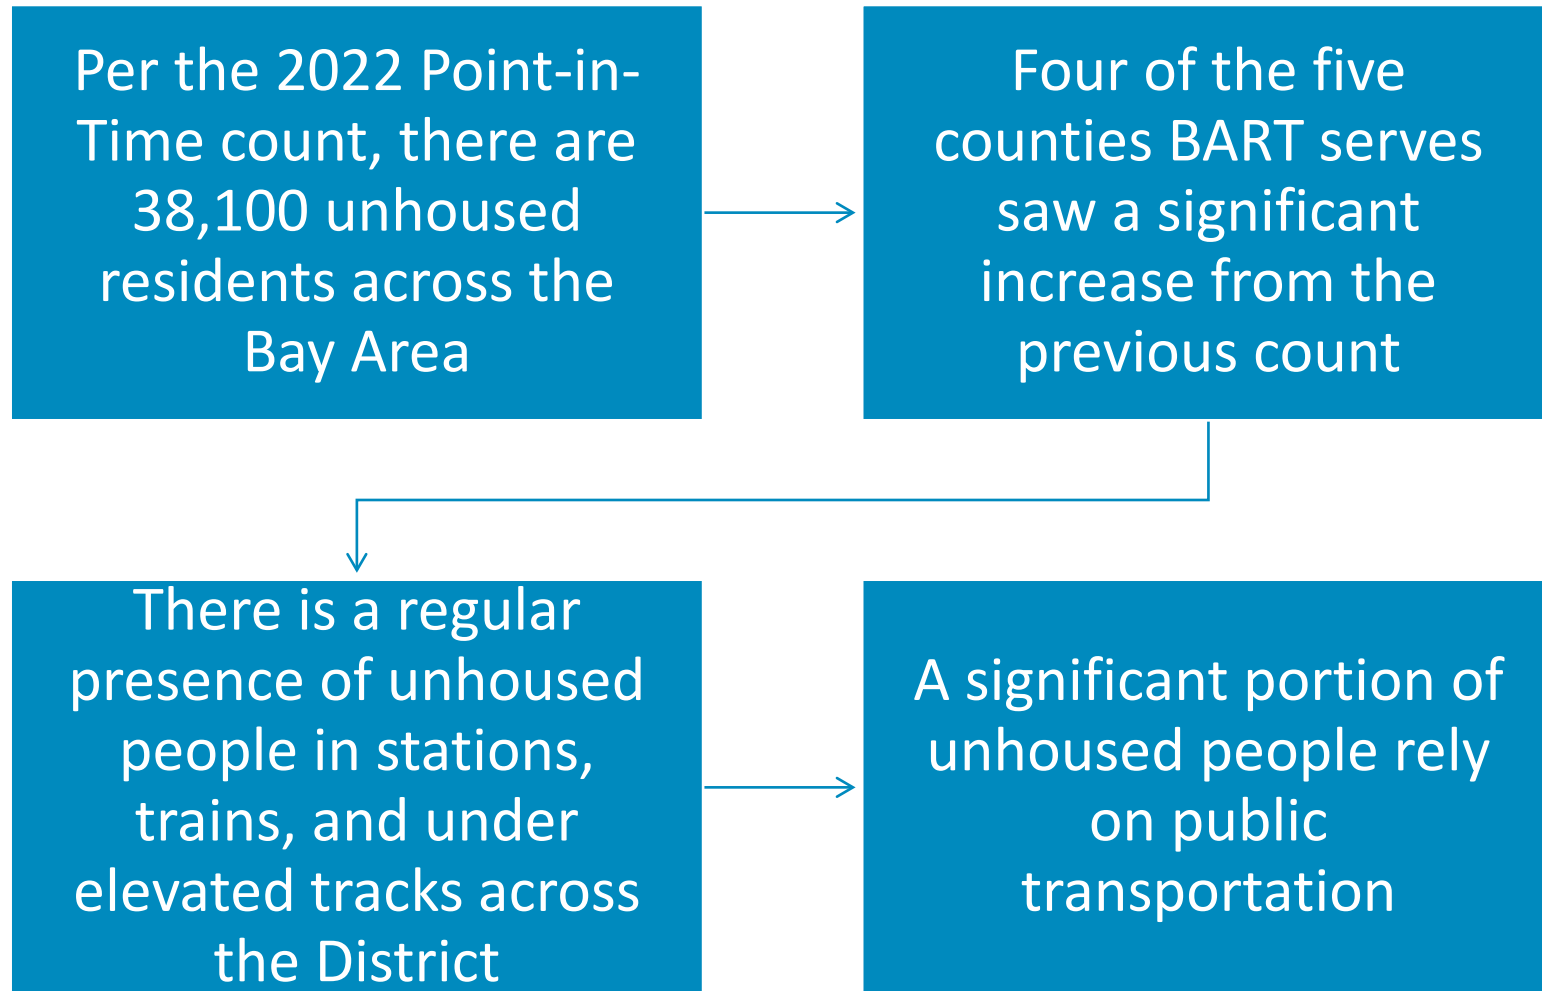 Per the 2022 Point-in-
Time count, there are
38,100 unhoused
residents across the
Bay Area
Four of the five
counties BART serves
saw a significant
increase from the
previous count
There is a regular
presence of unhoused
people in stations,
trains, and under
elevated tracks across
the District
A significant portion of
unhoused people rely
on public
transportation